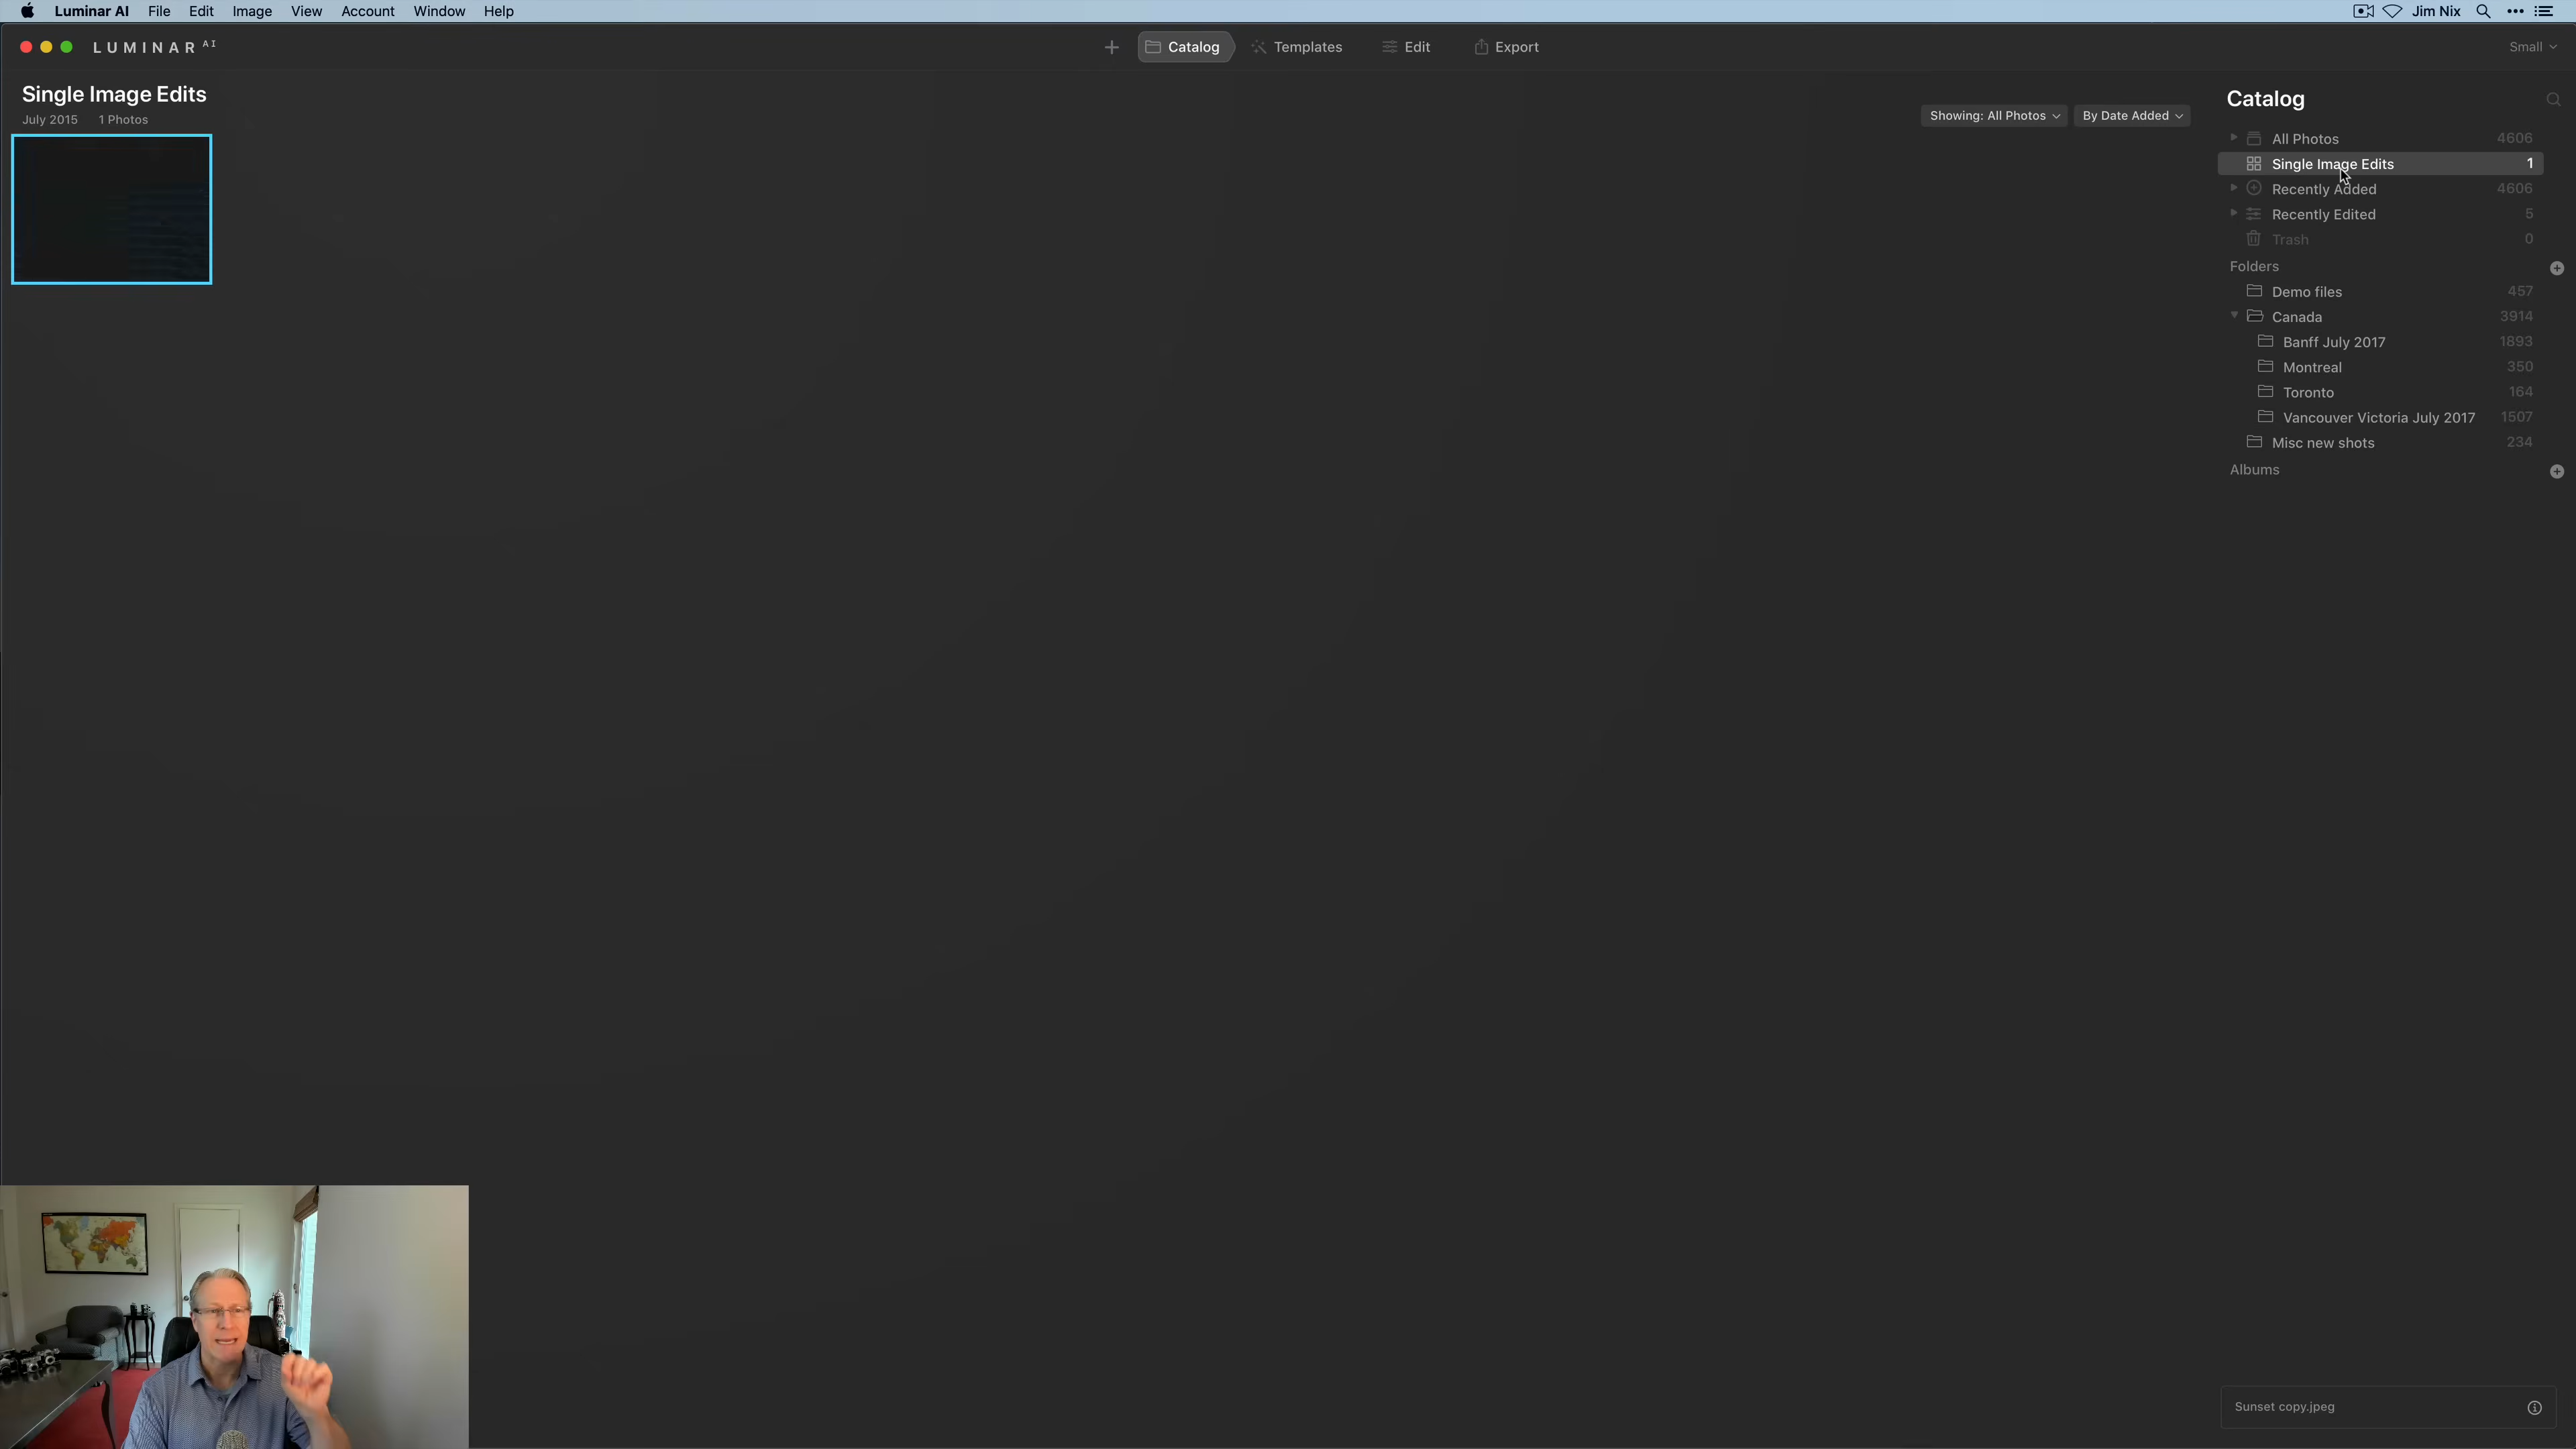 Luminar AI File Edit Image View Account Window Help Jim Nix
LUMINAR AI Catalog Templates Edit Export Small
Single Image Edits
July 2015 1 Photos
Showing: All Photos By Date Added
Catalog
All Photos 4606
Single Image Edits 1
Recently Added 4606
Recently Edited 5
Trash 0
Folders
Demo files 457
Canada 3914
Banff July 2017 1893
Montreal 350
Toronto 164
Vancouver Victoria July 2017 1507
Misc new shots 234
Albums
Sunset copy.jpeg